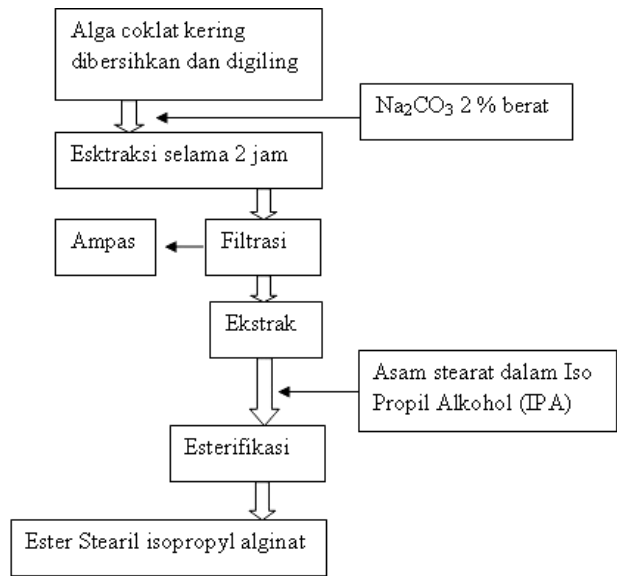 Alga coklat kering
dibersihkan dan digiling
Na₂CO₃ 2 % berat
Esktraksi selama 2 jam
Ampas
Filtrasi
Ekstrak
Asam stearat dalam Iso
Propil Alkohol (IPA)
Esterifikasi
Ester Stearil isopropyl alginat